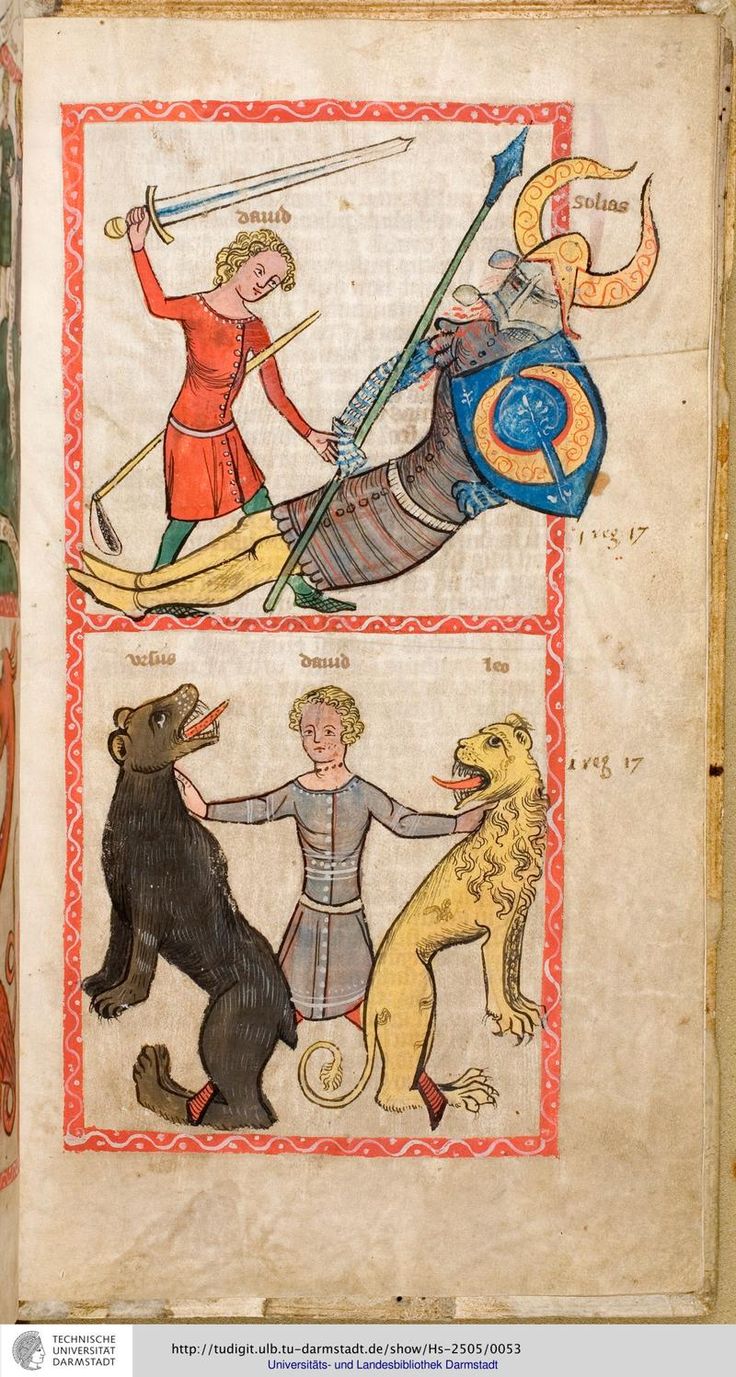 dauid
golias
1 reg 17
ursus
dauid
leo
1 reg 17
TECHNISCHE
UNIVERSITÄT
DARMSTADT
http://tudigit.ulb.tu-darmstadt.de/show/Hs-2505/0053
Universitäts- und Landesbibliothek Darmstadt